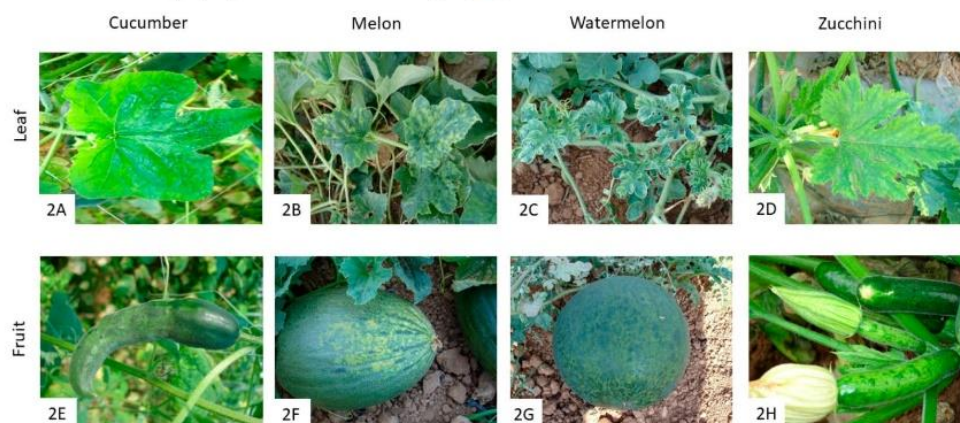 Cucumber Melon Watermelon Zucchini
Leaf
2A 2B 2C 2D
Fruit
2E 2F 2G 2H